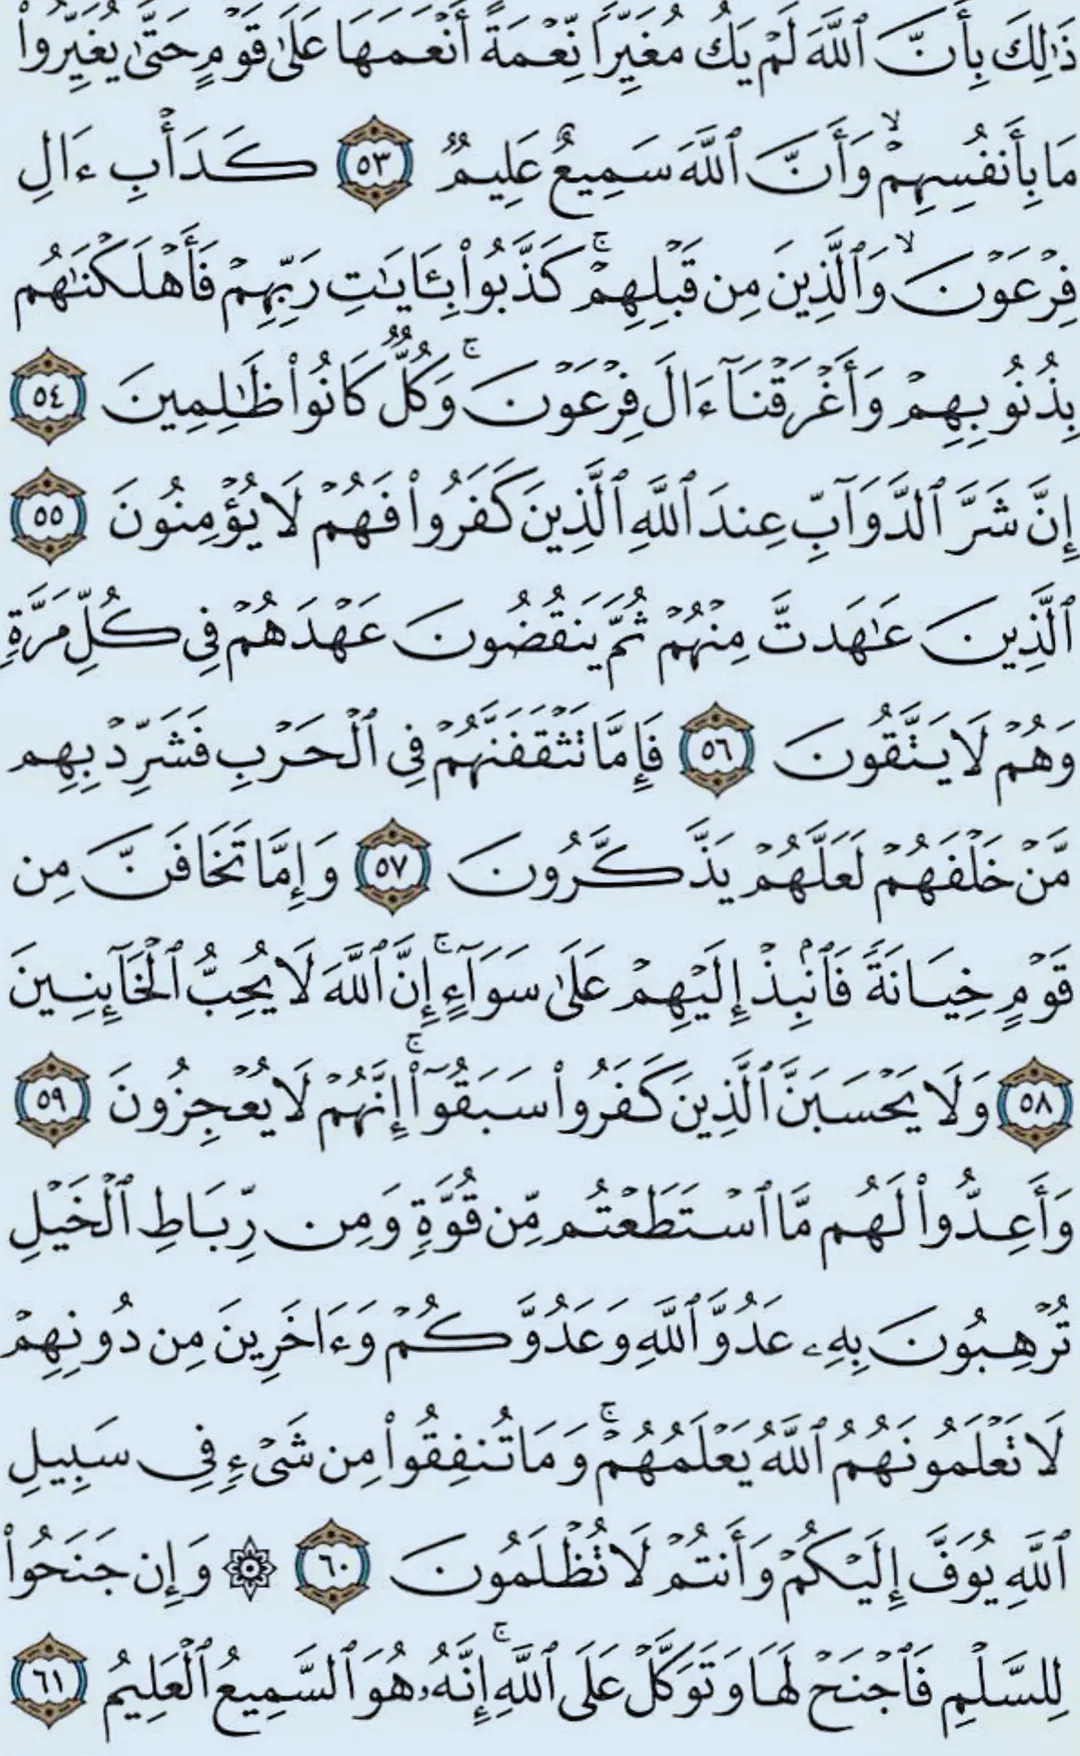 ذَٰلِكَ بِأَنَّ ٱللَّهَ لَمْ يَكُ مُغَيِّرًا نِّعْمَةً أَنْعَمَهَا عَلَىٰ قَوْمٍ حَتَّىٰ يُغَيِّرُوا۟
مَا بِأَنفُسِهِمْ ۙ وَأَنَّ ٱللَّهَ سَمِيعٌ عَلِيمٌ ٥٣ كَدَأْبِ ءَالِ
فِرْعَوْنَ ۙ وَٱلَّذِينَ مِن قَبْلِهِمْ ۚ كَذَّبُوا۟ بِـَٔايَـٰتِ رَبِّهِمْ فَأَهْلَكْنَـٰهُم
بِذُنُوبِهِمْ وَأَغْرَقْنَآ ءَالَ فِرْعَوْنَ ۚ وَكُلٌّ كَانُوا۟ ظَـٰلِمِينَ ٥٤
إِنَّ شَرَّ ٱلدَّوَآبِّ عِندَ ٱللَّهِ ٱلَّذِينَ كَفَرُوا۟ فَهُمْ لَا يُؤْمِنُونَ ٥٥
ٱلَّذِينَ عَـٰهَدتَّ مِنْهُمْ ثُمَّ يَنقُضُونَ عَهْدَهُمْ فِى كُلِّ مَرَّةٍ
وَهُمْ لَا يَتَّقُونَ ٥٦ فَإِمَّا تَثْقَفَنَّهُمْ فِى ٱلْحَرْبِ فَشَرِّدْ بِهِم
مَّنْ خَلْفَهُمْ لَعَلَّهُمْ يَذَّكَّرُونَ ٥٧ وَإِمَّا تَخَافَنَّ مِن
قَوْمٍ خِيَانَةً فَٱنۢبِذْ إِلَيْهِمْ عَلَىٰ سَوَآءٍ ۚ إِنَّ ٱللَّهَ لَا يُحِبُّ ٱلْخَآئِنِينَ
٥٨ وَلَا يَحْسَبَنَّ ٱلَّذِينَ كَفَرُوا۟ سَبَقُوٓا۟ ۚ إِنَّهُمْ لَا يُعْجِزُونَ ٥٩
وَأَعِدُّوا۟ لَهُم مَّا ٱسْتَطَعْتُم مِّن قُوَّةٍ وَمِن رِّبَاطِ ٱلْخَيْلِ
تُرْهِبُونَ بِهِۦ عَدُوَّ ٱللَّهِ وَعَدُوَّكُمْ وَءَاخَرِينَ مِن دُونِهِمْ
لَا تَعْلَمُونَهُمُ ٱللَّهُ يَعْلَمُهُمْ ۚ وَمَا تُنفِقُوا۟ مِن شَىْءٍ فِى سَبِيلِ
ٱللَّهِ يُوَفَّ إِلَيْكُمْ وَأَنتُمْ لَا تُظْلَمُونَ ٦٠ ۞ وَإِن جَنَحُوا۟
لِلسَّلْمِ فَٱجْنَحْ لَهَا وَتَوَكَّلْ عَلَى ٱللَّهِ ۚ إِنَّهُۥ هُوَ ٱلسَّمِيعُ ٱلْعَلِيمُ ٦١